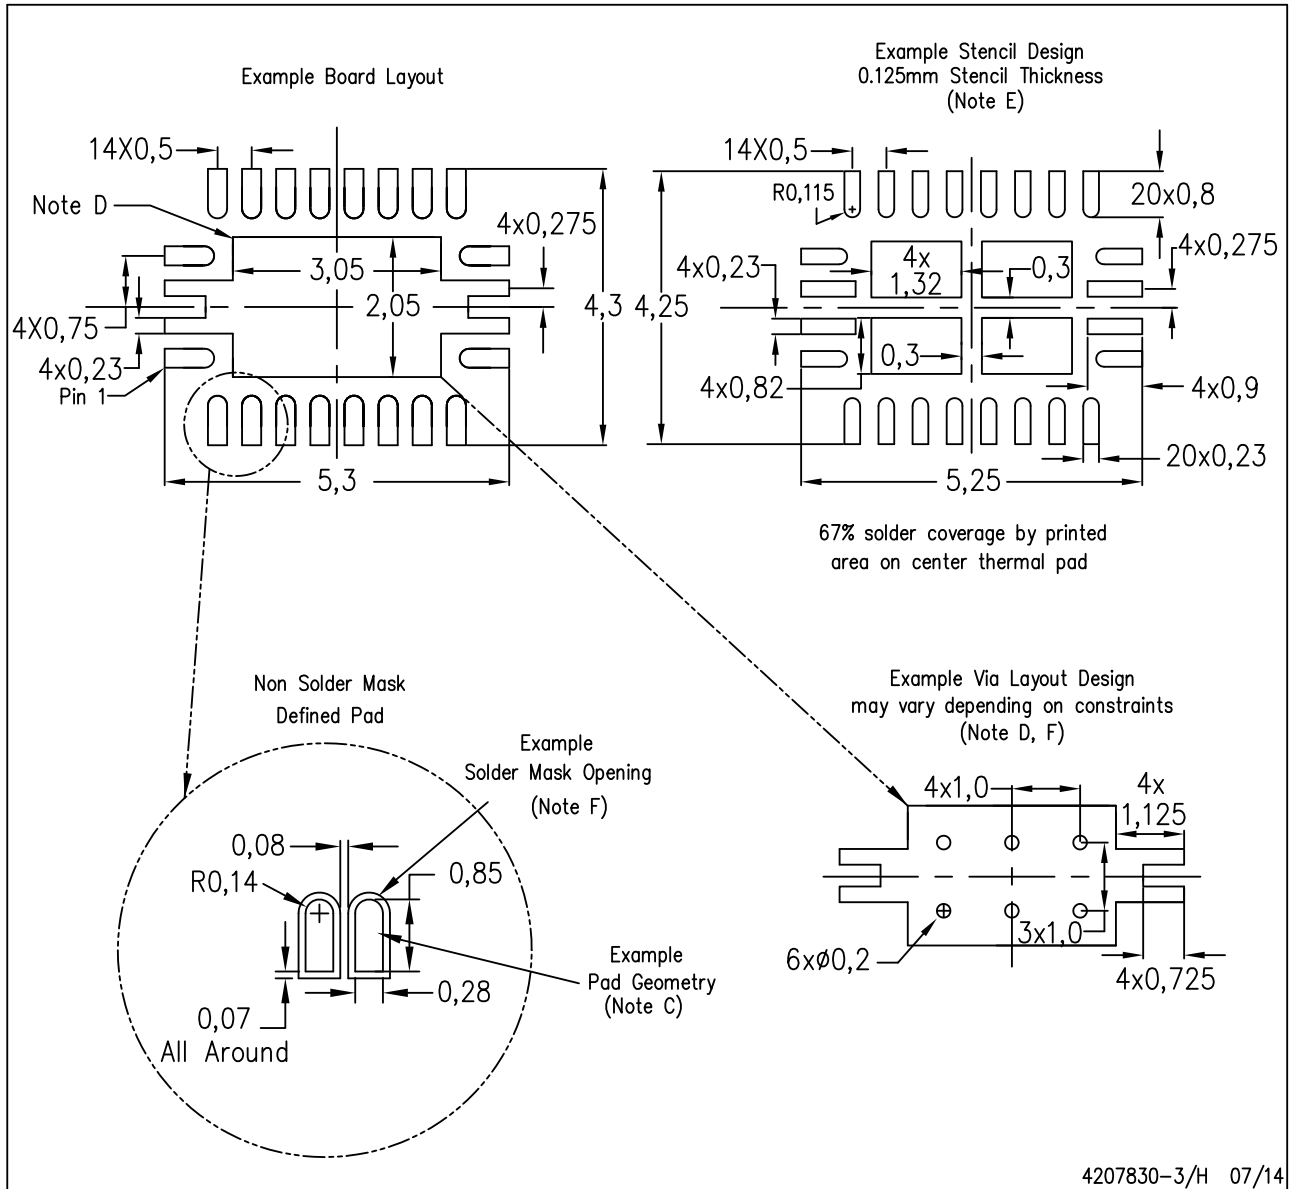 Example Board Layout
14X0,5
Note D
4x0,275
3,05
2,05
4,3
4X0,75
4x0,23
Pin 1
5,3
Example Stencil Design
0.125mm Stencil Thickness
(Note E)
14X0,5
R0,115
20x0,8
4x0,275
4x0,23
4x
1,32
0,3
4,25
0,3
4x0,82
4x0,9
20x0,23
5,25
67% solder coverage by printed
area on center thermal pad
Non Solder Mask
Defined Pad
Example
Solder Mask Opening
(Note F)
0,08
R0,14
0,85
0,28
Example
Pad Geometry
(Note C)
0,07
All Around
Example Via Layout Design
may vary depending on constraints
(Note D, F)
4x1,0
4x
1,125
3x1,0
6xø0,2
4x0,725
4207830-3/H 07/14